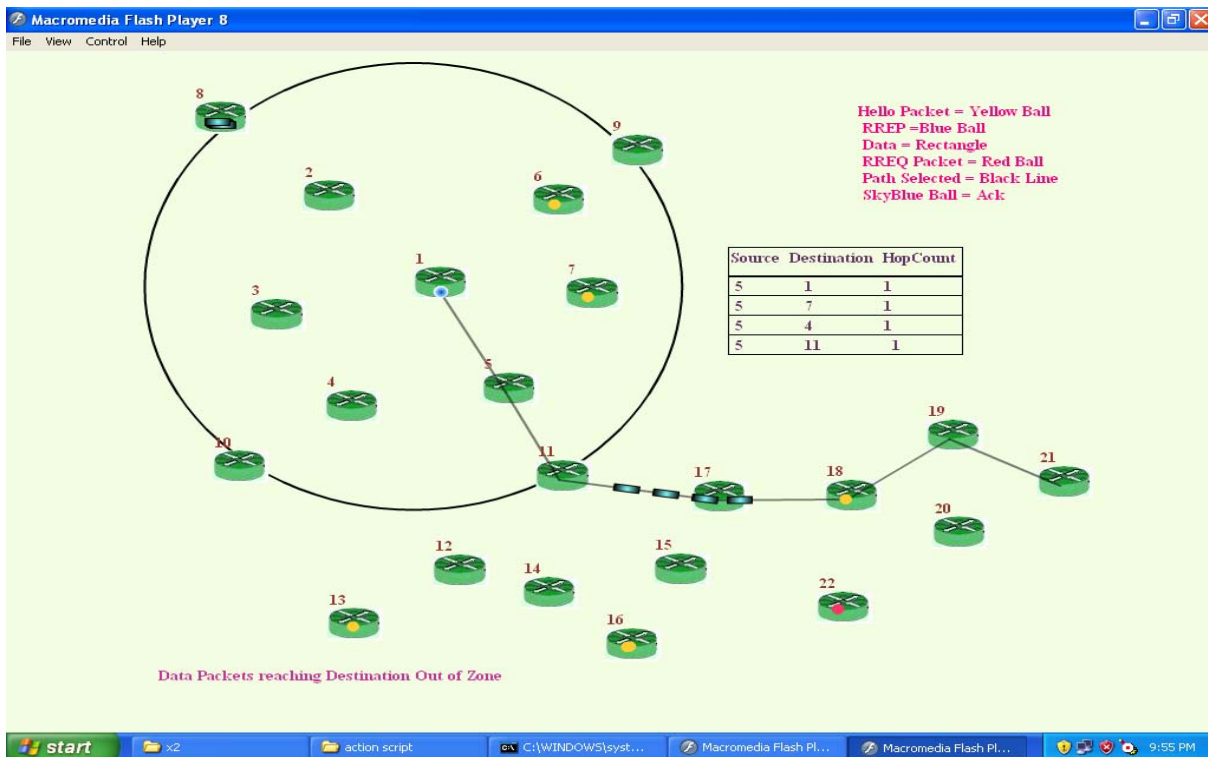 Macromedia Flash Player 8
File View Control Help
8
9
2
6
1
7
3
5
4
10
11
17
18
19
21
20
12
14
15
13
16
22
Hello Packet = Yellow Ball
RREP =Blue Ball
Data = Rectangle
RREQ Packet = Red Ball
Path Selected = Black Line
SkyBlue Ball = Ack
Source Destination HopCount
5 1 1
5 7 1
5 4 1
5 11 1
Data Packets reaching Destination Out of Zone
start x2 action script C:\WINDOWS\syst... Macromedia Flash Pl... Macromedia Flash Pl... 9:55 PM